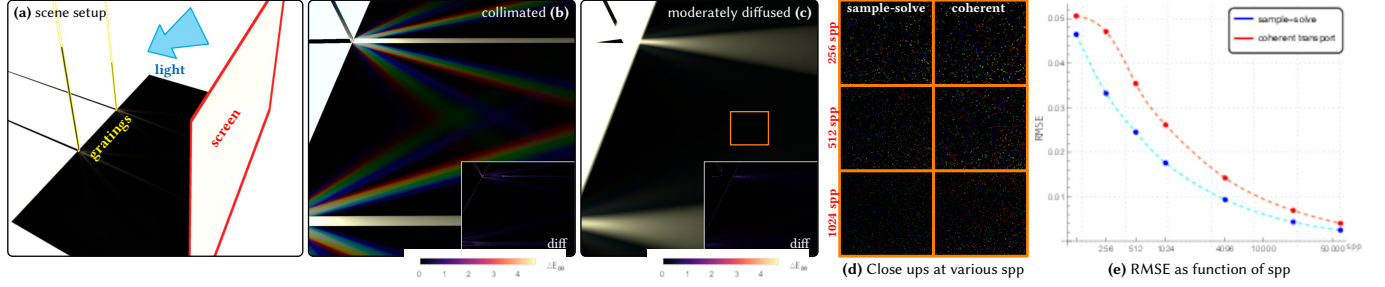 (a) scene setup
light
gratings
screen
collimated (b)
diff
0 1 2 3 4 ΔE₀₀
moderately diffused (c)
diff
0 1 2 3 4 ΔE₀₀
sample-solve coherent
256 spp
512 spp
1024 spp
(d) Close ups at various spp
sample-solve
coherent transport
RMSE
0.05
0.04
0.03
0.02
0.01
0.00
256 512 1024 4096 10000 50000 spp
(e) RMSE as function of spp